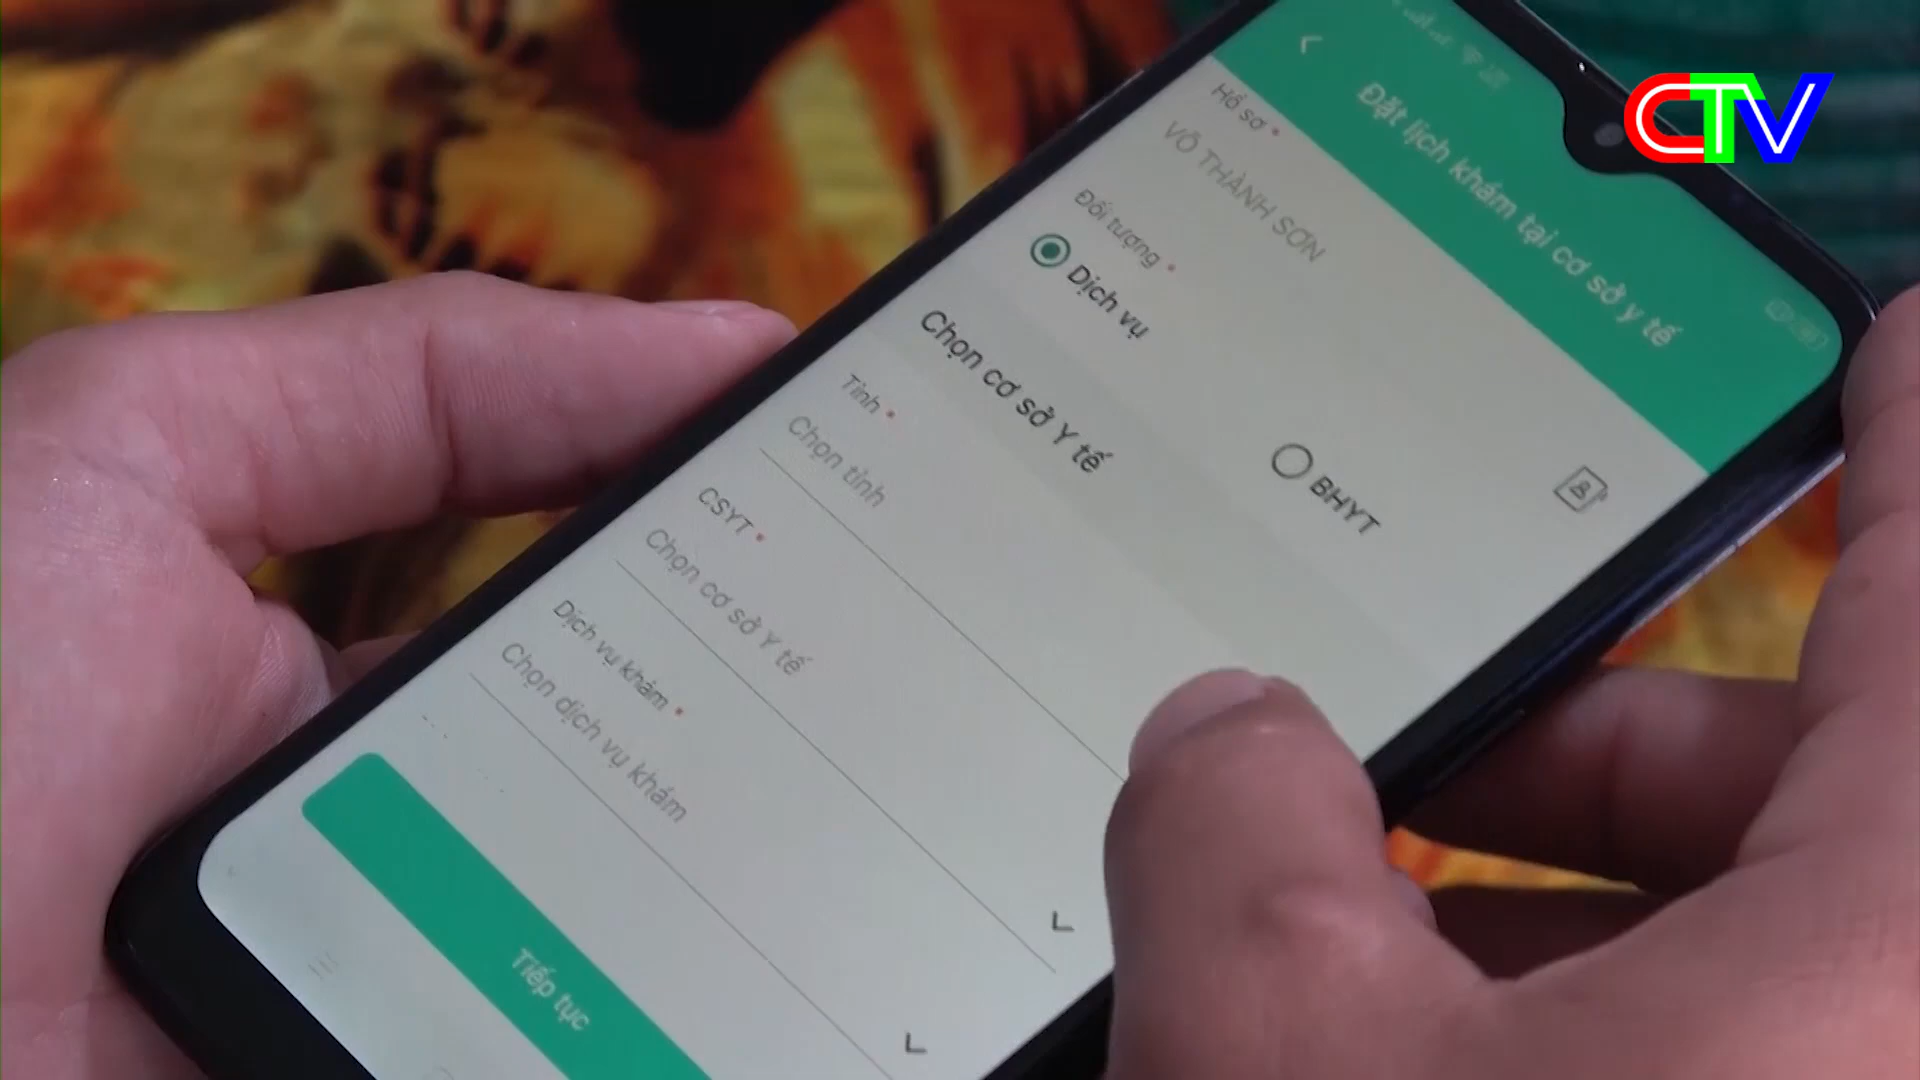 CTV
Đặt lịch khám tại cơ sở y tế
Hồ sơ *
VÕ THÀNH SƠN
Đối tượng *
Dịch vụ
BHYT
Chọn cơ sở Y tế
Tỉnh *
Chọn tỉnh
CSYT *
Chọn cơ sở Y tế
Dịch vụ khám *
Chọn dịch vụ khám
Tiếp tục